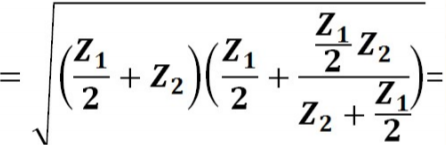 = √((Z₁/2 + Z₂)(Z₁/2 + ((Z₁/2) Z₂)/(Z₂ + Z₁/2))) =